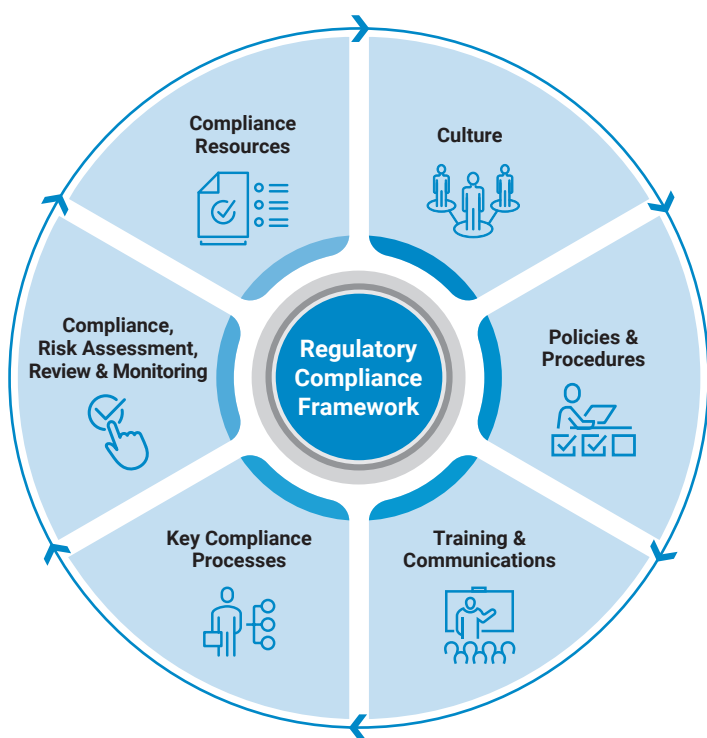 Compliance
Resources
Culture
Policies &
Procedures
Training &
Communications
Key Compliance
Processes
Compliance,
Risk Assessment,
Review & Monitoring
Regulatory
Compliance
Framework